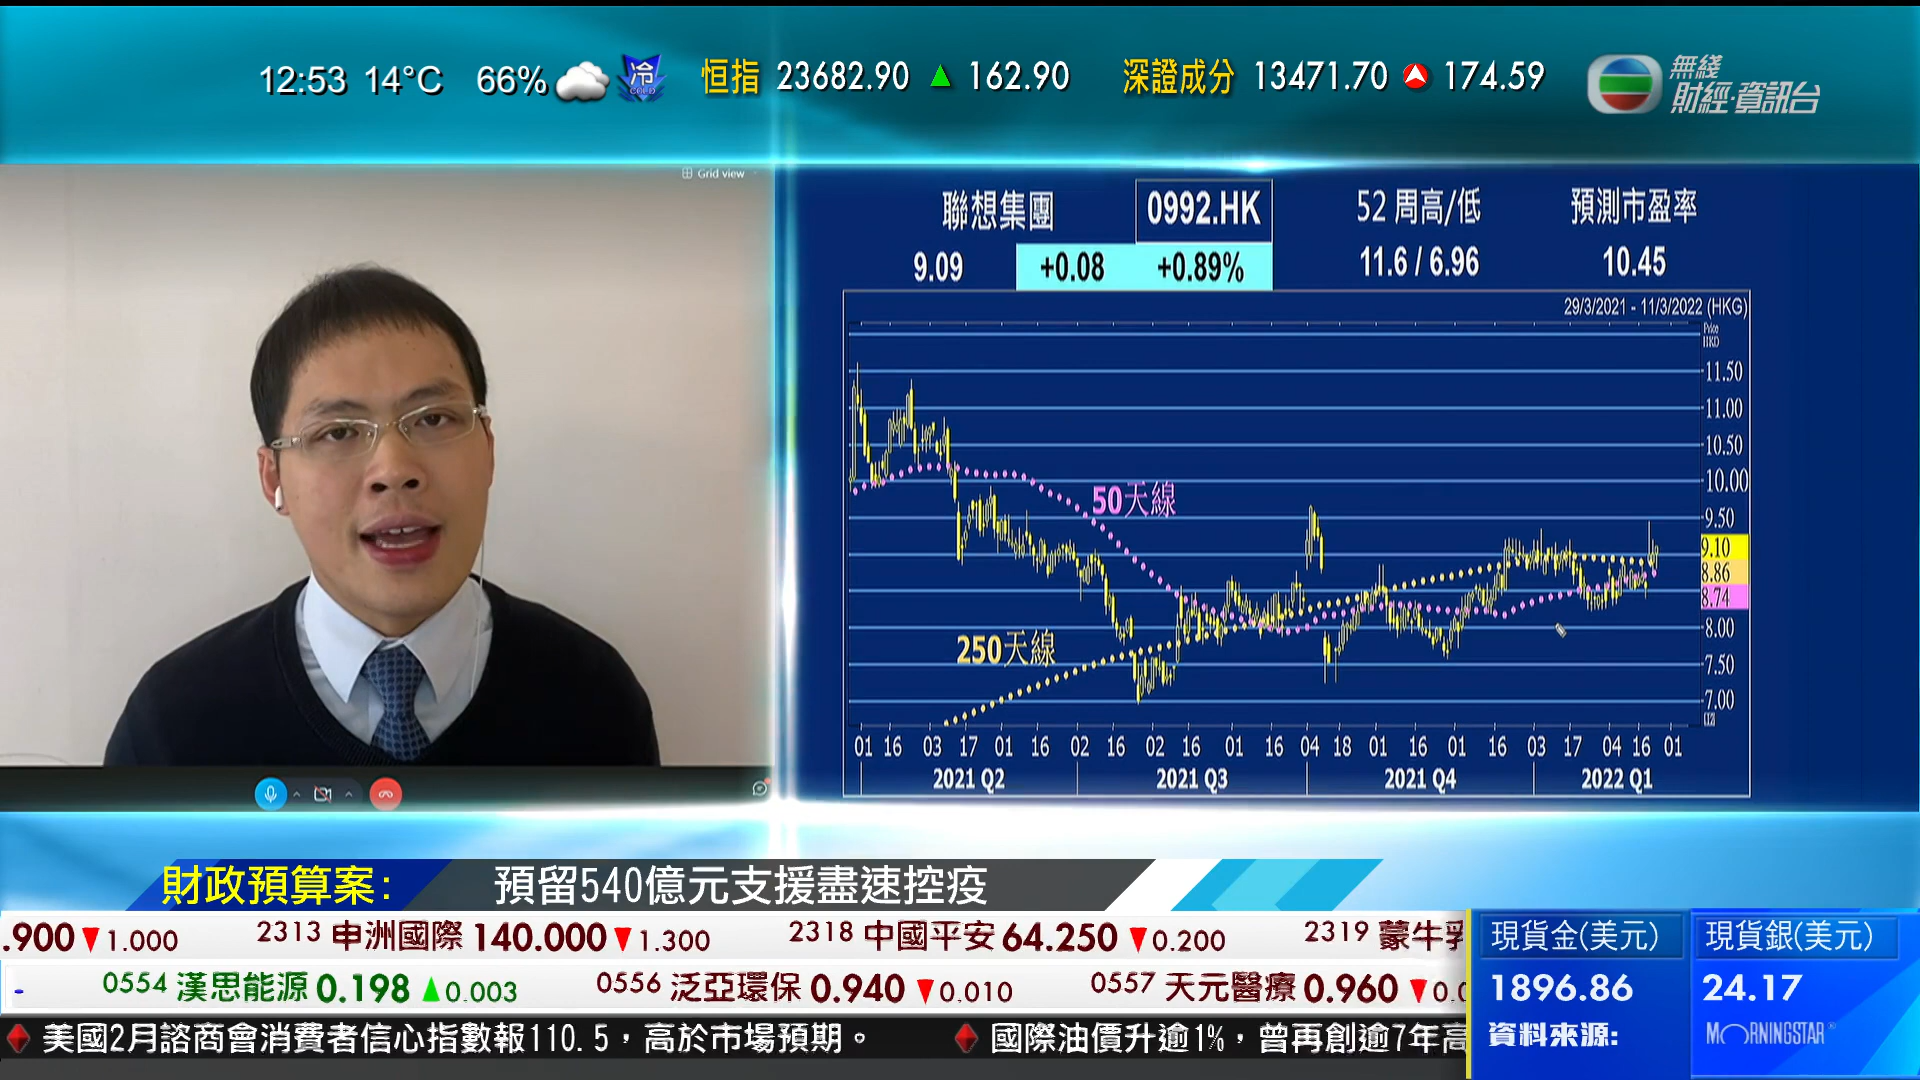 12:53 14°C 66% 冷 COLD 恒指 23682.90 ▲ 162.90 深證成分 13471.70 174.59 無綫
財經·資訊台
Grid view
聯想集團 0992.HK 52 周高/低 預測市盈率
9.09 +0.08 +0.89% 11.6 / 6.96 10.45
29/3/2021 - 11/3/2022 (HKG)
Price
HKD
11.50
11.00
10.50
10.00
50天線
9.50
9.10
8.86
8.74
8.00
250天線
7.50
7.00
01 16 03 17 01 16 02 16 02 16 01 16 04 18 01 16 01 16 03 17 04 16 01
2021 Q2 2021 Q3 2021 Q4 2022 Q1
財政預算案: 預留540億元支援盡速控疫
.900 ▼ 1.000 2313 申洲國際 140.000 ▼ 1.300 2318 中國平安 64.250 ▼ 0.200 2319 蒙牛乳
- 0554 漢思能源 0.198 ▲ 0.003 0556 泛亞環保 0.940 ▼ 0.010 0557 天元醫療 0.960 ▼ 0.0
美國2月諮商會消費者信心指數報110.5，高於市場預期。 國際油價升逾1%，曾再創逾7年高
現貨金(美元) 現貨銀(美元)
1896.86 24.17
資料來源: MORNINGSTAR